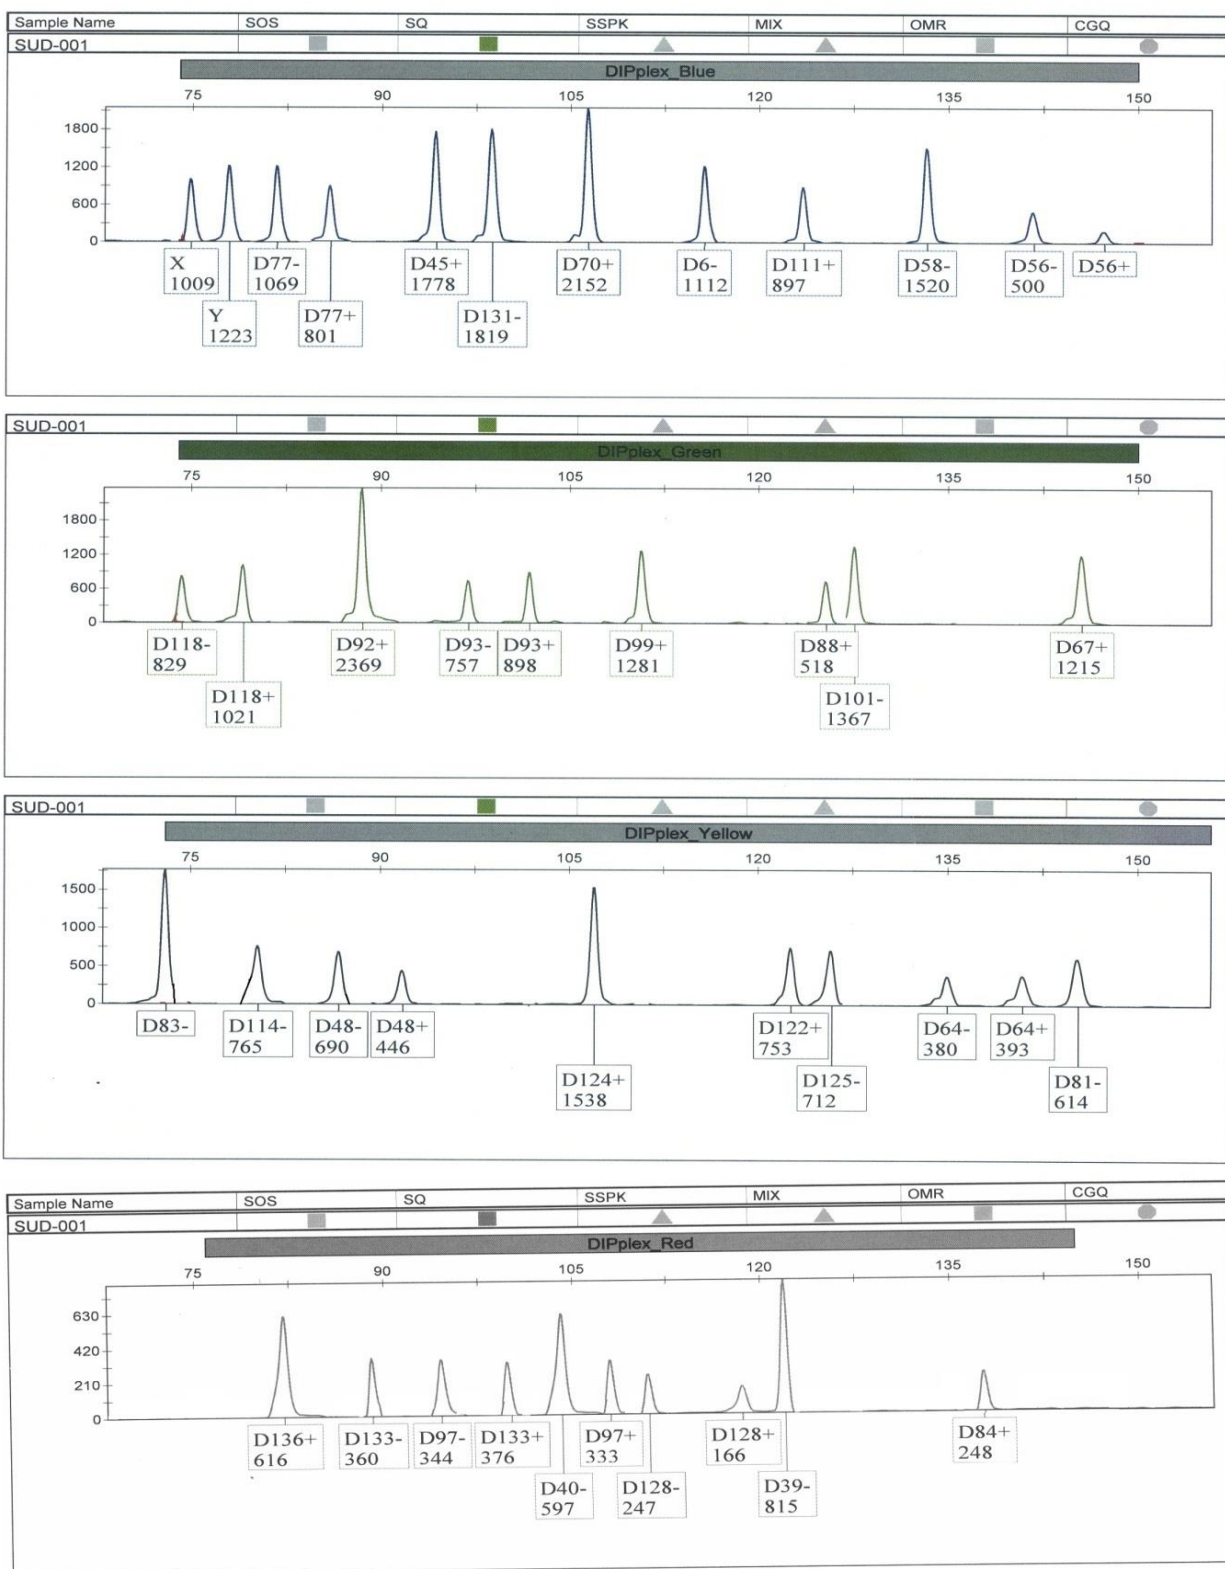 Sample Name SOS SQ SSPK MIX OMR CGQ
SUD-001
DIPplex_Blue
75 90 105 120 135 150
1800
1200
600
0
X D77- D45+ D70+ D6- D111+ D58- D56- D56+
1009 1069 1778 2152 1112 897 1520 500
Y D77+ D131-
1223 801 1819
SUD-001
DIPplex_Green
75 90 105 120 135 150
1800
1200
600
0
D118- D92+ D93- D93+ D99+ D88+ D67+
829 2369 757 898 1281 518 1215
D118+ D101-
1021 1367
SUD-001
DIPplex_Yellow
75 90 105 120 135 150
1500
1000
500
0
D83- D114- D48- D48+ D122+ D64- D64+
765 690 446 753 380 393
D124+ D125- D81-
1538 712 614
Sample Name SOS SQ SSPK MIX OMR CGQ
SUD-001
DIPplex_Red
75 90 105 120 135 150
630
420
210
0
D136+ D133- D97- D133+ D97+ D128+ D84+
616 360 344 376 333 166 248
D40- D128- D39-
597 247 815